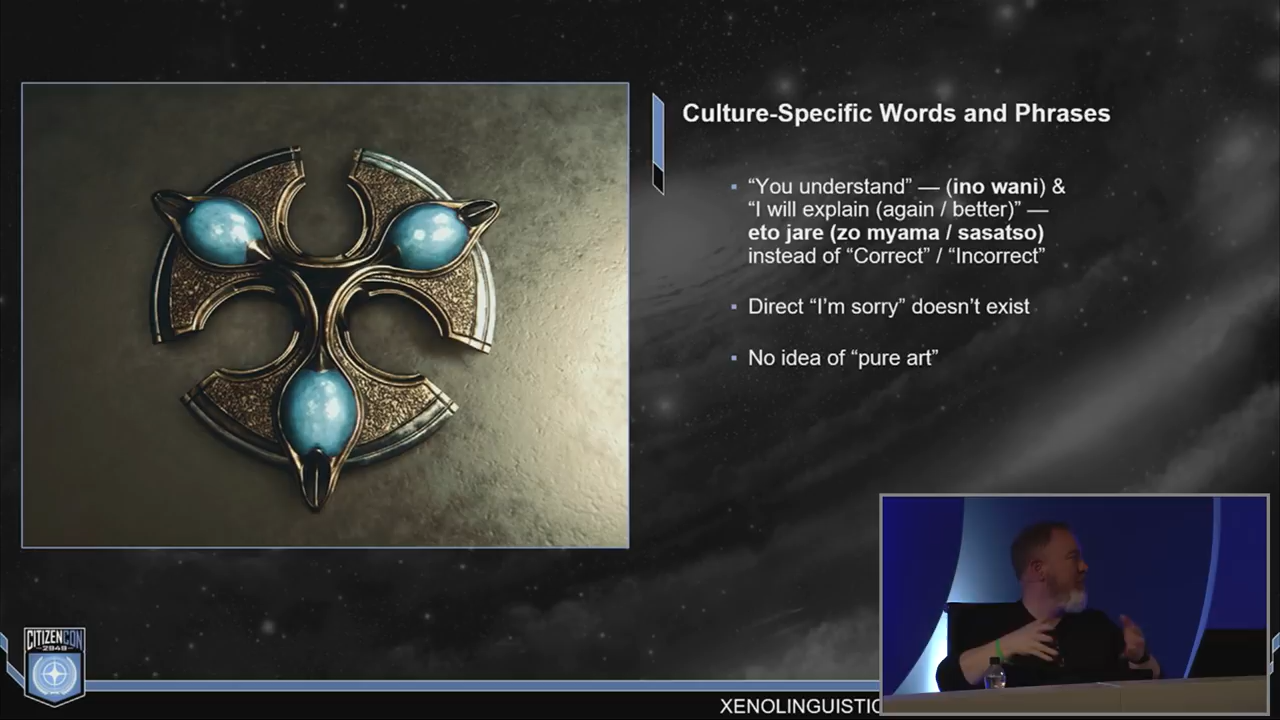 Culture-Specific Words and Phrases
▪ “You understand” — (ino wani) &
“I will explain (again / better)” —
eto jare (zo myama / sasatso)
instead of “Correct” / “Incorrect”
▪ Direct “I’m sorry” doesn’t exist
▪ No idea of “pure art”
CITIZENCON
2949
XENOLINGUISTIC